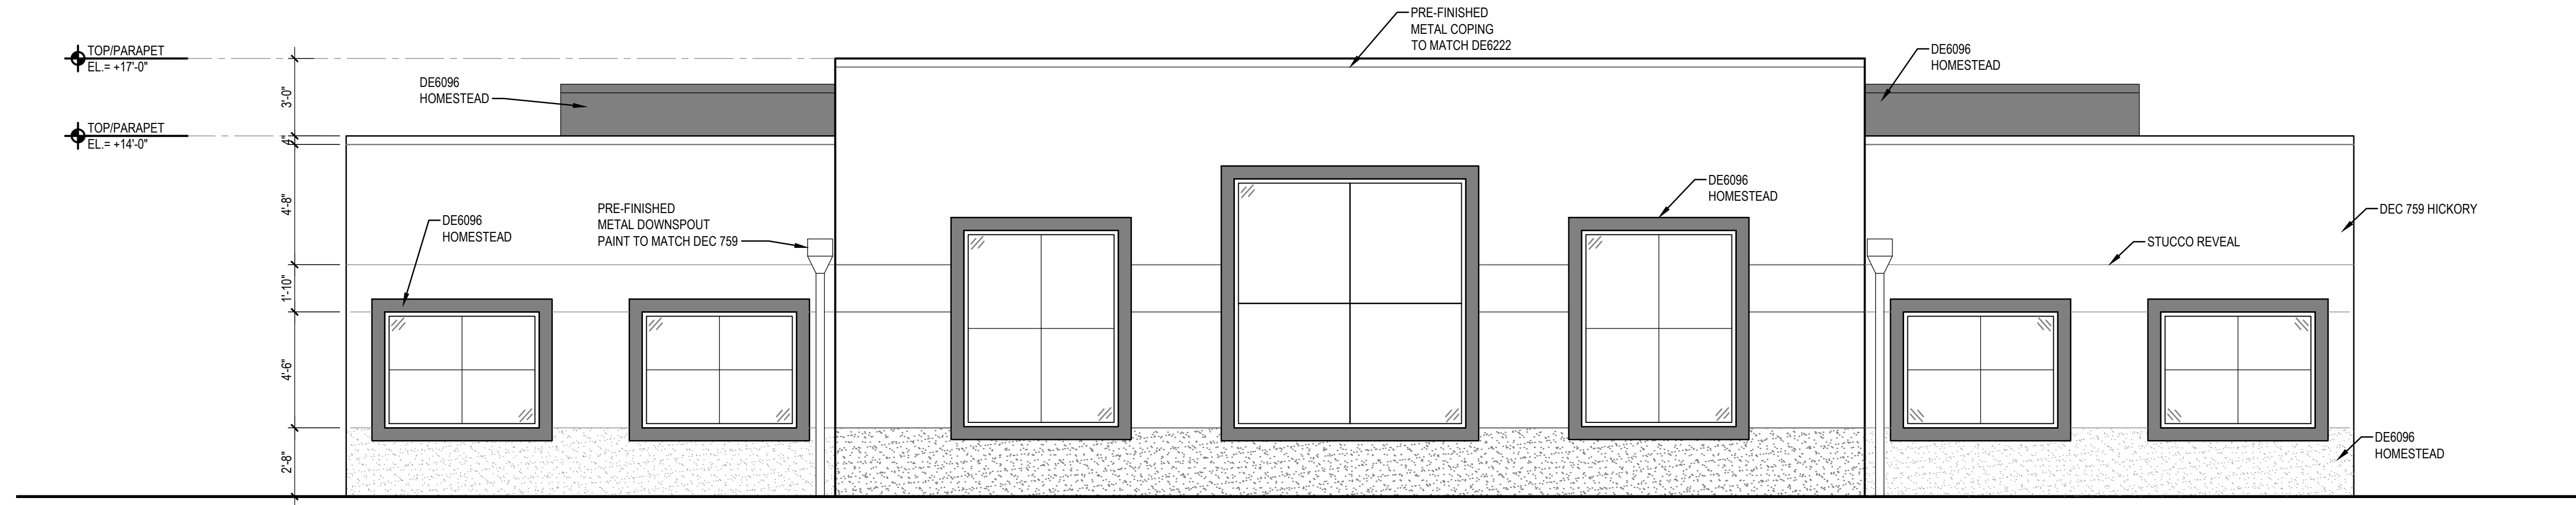 PRE-FINISHED
METAL COPING
TO MATCH DE6222
TOP/PARAPET
EL.= +17'-0"
DE6096
HOMESTEAD
DE6096
HOMESTEAD
3'-0"
TOP/PARAPET
EL.= +14'-0"
4"
DE6096
HOMESTEAD
4'-8"
PRE-FINISHED
METAL DOWNSPOUT
PAINT TO MATCH DEC 759
DE6096
HOMESTEAD
DEC 759 HICKORY
STUCCO REVEAL
1'-10"
4'-6"
2'-8"
DE6096
HOMESTEAD